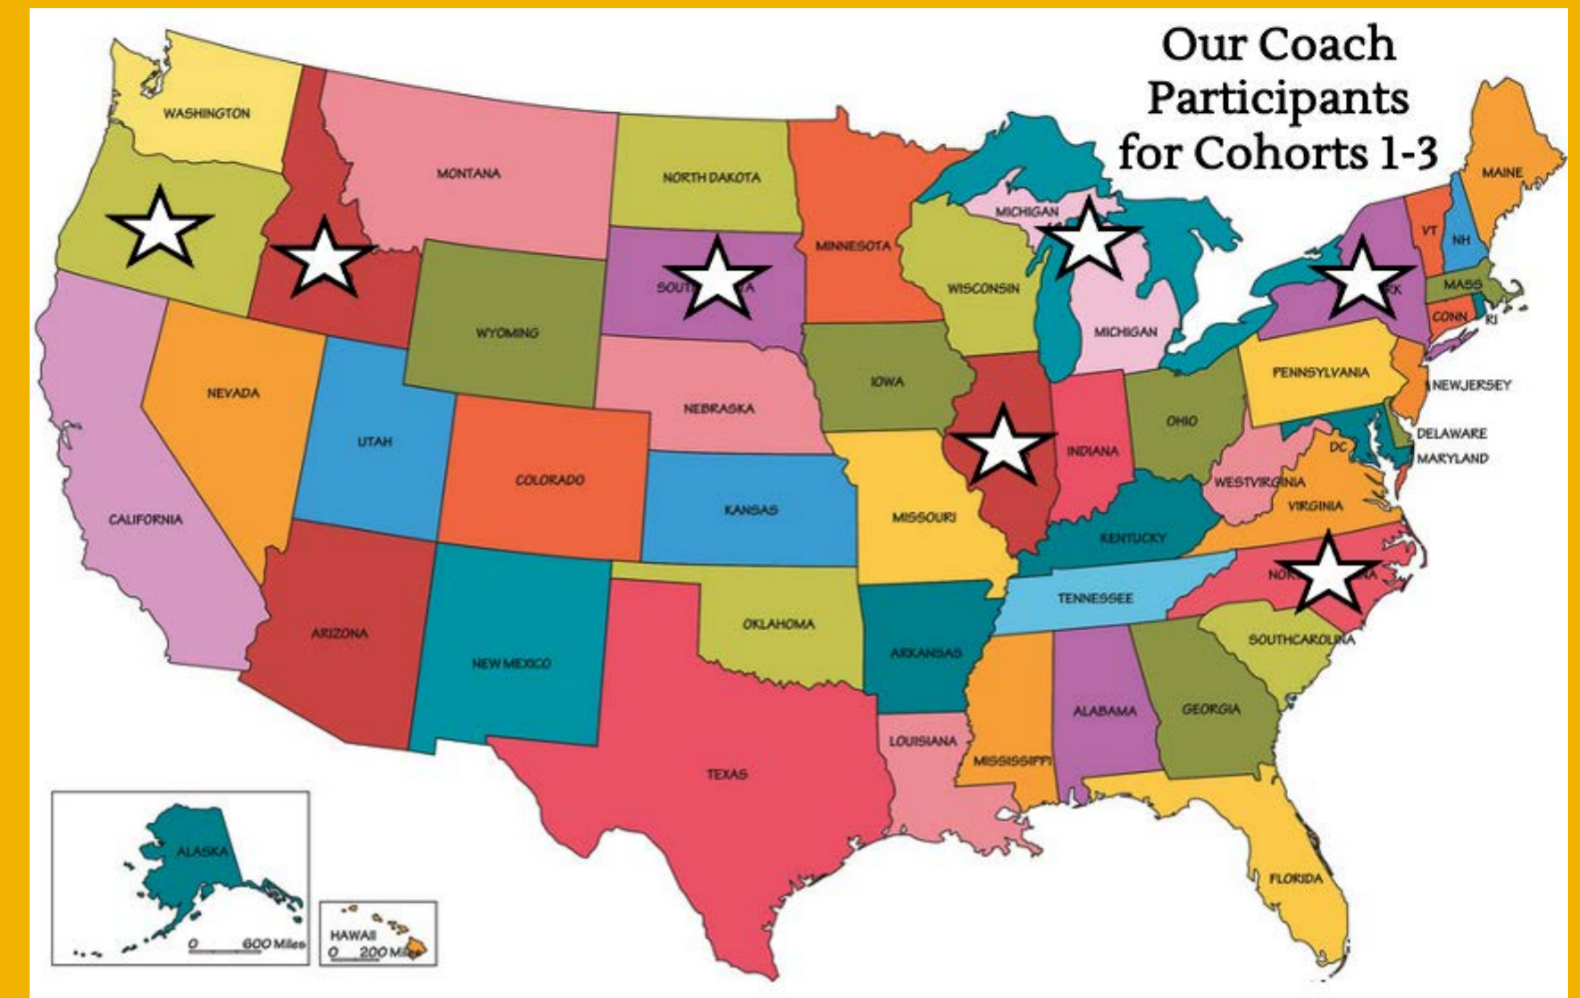 Our Coach
Participants
for Cohorts 1-3
WASHINGTON
MONTANA
NORTH DAKOTA
MINNESOTA
MICHIGAN
MAINE
VT
NH
MASS
CONN
RI
WISCONSIN
MICHIGAN
WYOMING
IOWA
NEBRASKA
NEVADA
UTAH
COLORADO
KANSAS
CALIFORNIA
MISSOURI
INDIANA
OHIO
PENNSYLVANIA
NEWJERSEY
DELAWARE
MARYLAND
DC
WESTVIRGINIA
VIRGINIA
KENTUCKY
TENNESSEE
SOUTHCAROLINA
ARIZONA
NEW MEXICO
OKLAHOMA
ARKANSAS
TEXAS
LOUISIANA
MISSISSIPPI
ALABAMA
GEORGIA
FLORIDA
ALASKA
0 600 Miles
HAWAII
0 200 Miles